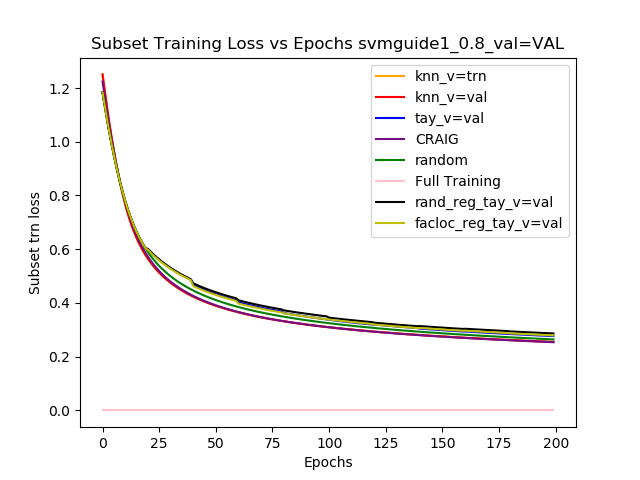 Subset Training Loss vs Epochs svmguide1_0.8_val=VAL
knn_v=trn
knn_v=val
tay_v=val
CRAIG
random
Full Training
rand_reg_tay_v=val
facloc_reg_tay_v=val
Subset trn loss
1.2
1.0
0.8
0.6
0.4
0.2
0.0
0 25 50 75 100 125 150 175 200
Epochs